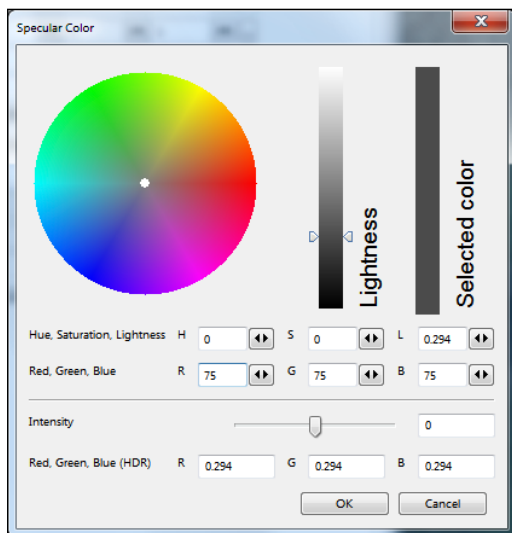 Specular Color
Lightness
Selected color
Hue, Saturation, Lightness H 0 S 0 L 0.294
Red, Green, Blue R 75 G 75 B 75
Intensity 0
Red, Green, Blue (HDR) R 0.294 G 0.294 B 0.294
OK Cancel